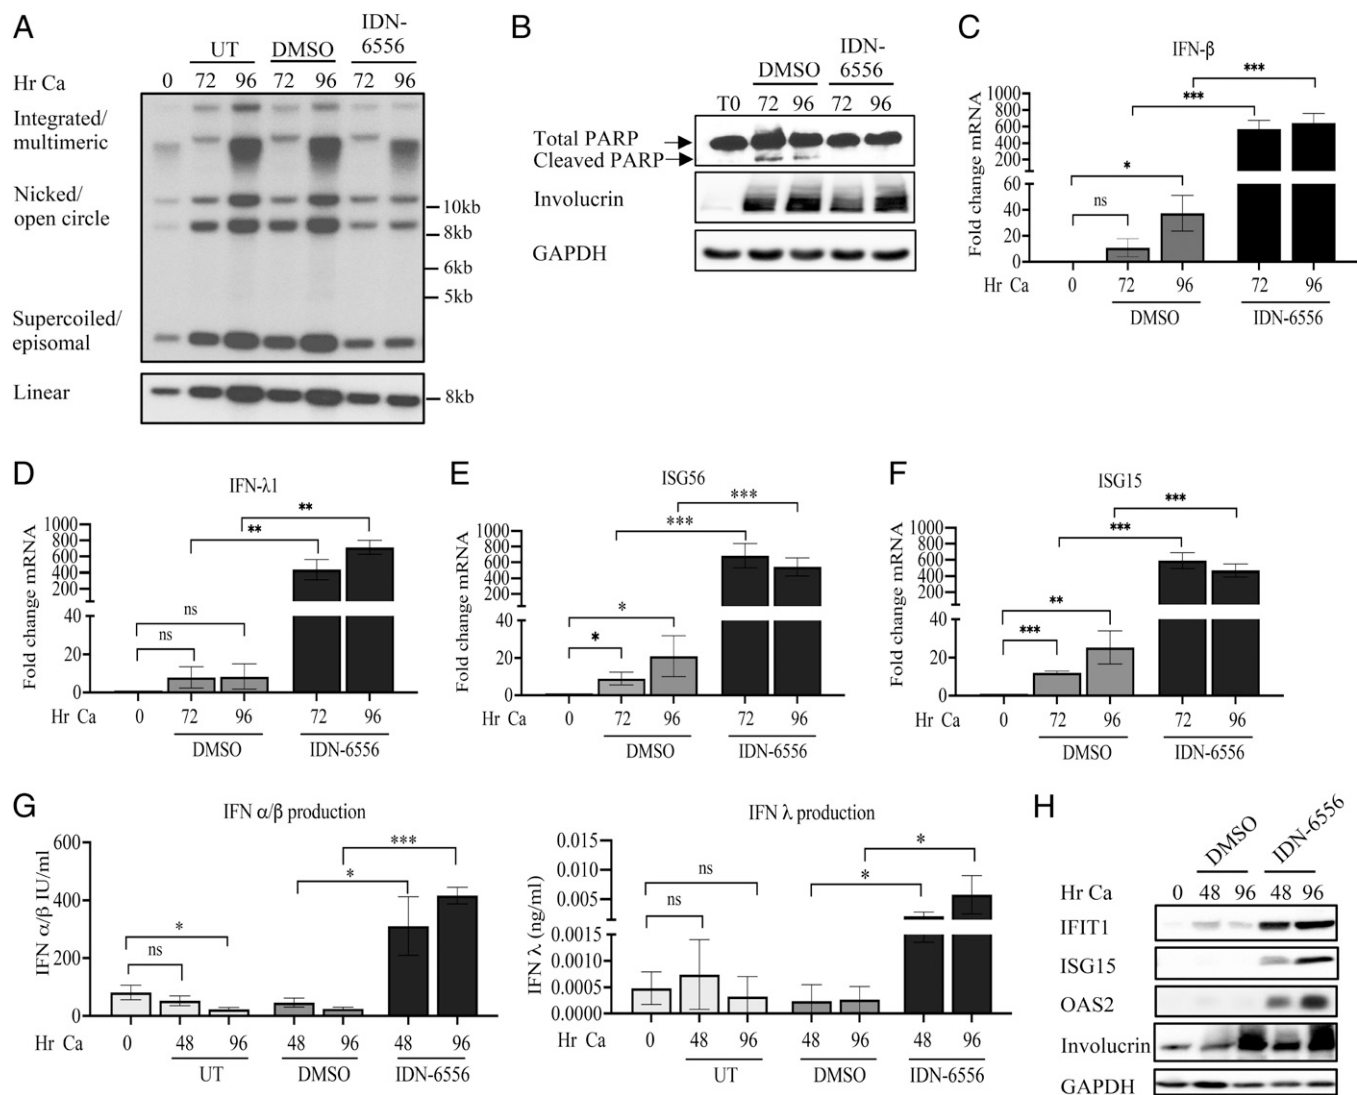 A
IDN-
6556
UT DMSO
Hr Ca 0 72 96 72 96 72 96
Integrated/
multimeric
Nicked/
open circle
10kb
8kb
6kb
5kb
Supercoiled/
episomal
Linear
8kb
B
IDN-
6556
DMSO
T0 72 96 72 96
Total PARP
Cleaved PARP
Involucrin
GAPDH
C
IFN-β
***
***
*
ns
Fold change mRNA
1000
800
600
400
200
60
40
20
0
Hr Ca 0 72 96 72 96
DMSO IDN-6556
D
IFN-λ1
**
**
ns
ns
Fold change mRNA
1000
800
600
400
200
40
20
0
Hr Ca 0 72 96 72 96
DMSO IDN-6556
E
ISG56
***
***
*
*
Fold change mRNA
1000
800
600
400
200
40
20
0
Hr Ca 0 72 96 72 96
DMSO IDN-6556
F
ISG15
***
***
**
***
Fold change mRNA
1000
800
600
400
200
40
20
0
Hr Ca 0 72 96 72 96
DMSO IDN-6556
G
IFN α/β production
***
*
*
ns
IFN α/β IU/ml
600
400
200
0
Hr Ca 0 48 96 48 96 48 96
UT DMSO IDN-6556
IFN λ production
*
*
ns
ns
IFN λ (ng/ml)
0.015
0.010
0.005
0.0015
0.0010
0.0005
0.0000
Hr Ca 0 48 96 48 96 48 96
UT DMSO IDN-6556
H
DMSO IDN-6556
Hr Ca 0 48 96 48 96
IFIT1
ISG15
OAS2
Involucrin
GAPDH